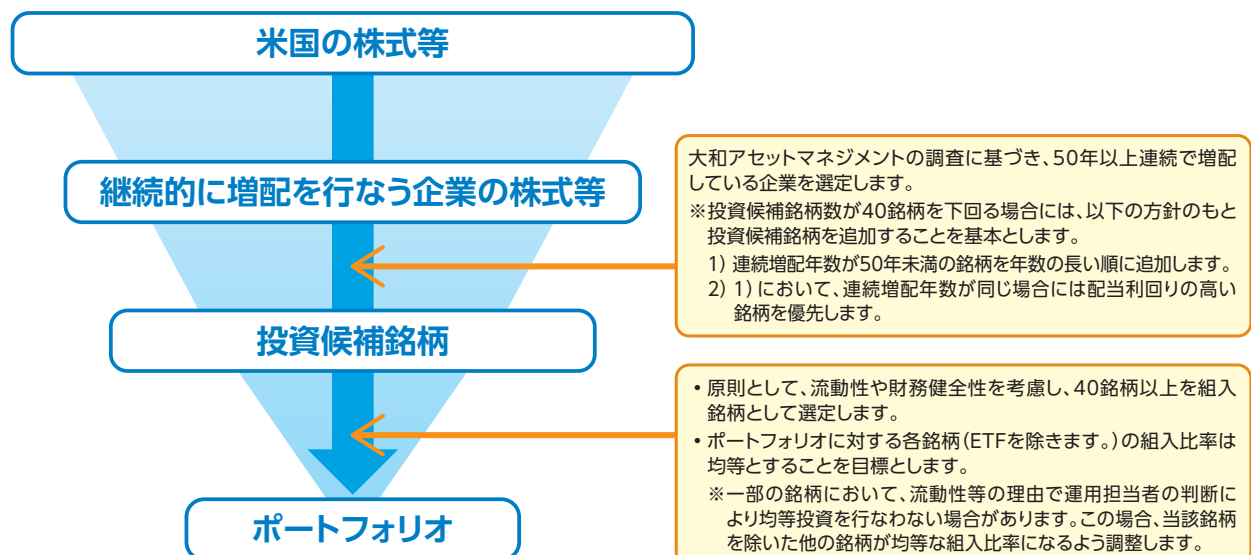 米国の株式等
継続的に増配を行なう企業の株式等
大和アセットマネジメントの調査に基づき、50年以上連続で増配
している企業を選定します。
※投資候補銘柄数が40銘柄を下回る場合には、以下の方針のもと
投資候補銘柄を追加することを基本とします。
1) 連続増配年数が50年未満の銘柄を年数の長い順に追加します。
2) 1)において、連続増配年数が同じ場合には配当利回りの高い
銘柄を優先します。
投資候補銘柄
•原則として、流動性や財務健全性を考慮し、40銘柄以上を組入
銘柄として選定します。
•ポートフォリオに対する各銘柄(ETFを除きます。)の組入比率は
均等とすることを目標とします。
※一部の銘柄において、流動性等の理由で運用担当者の判断に
より均等投資を行なわない場合があります。この場合、当該銘柄
を除いた他の銘柄が均等な組入比率になるよう調整します。
ポートフォリオ